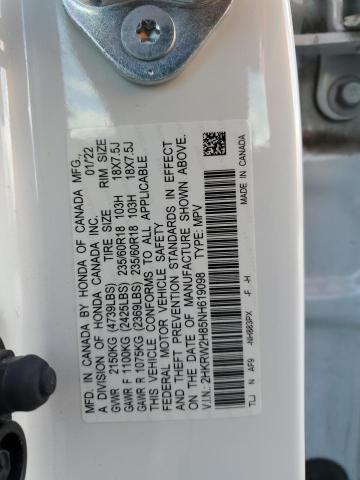 MFD. IN CANADA BY HONDA OF CANADA MFG., 01/22
A DIVISION OF HONDA CANADA INC.
TIRE SIZE RIM SIZE
GVWR 2150KG (4739LBS)
GAWR F 1100KG (2425LBS) 235/60R18 103H 18X7.5J
GAWR R 1075KG (2369LBS) 235/60R18 103H 18X7.5J
THIS VEHICLE CONFORMS TO ALL APPLICABLE
FEDERAL MOTOR VEHICLE SAFETY
AND THEFT PREVENTION STANDARDS IN EFFECT
ON THE DATE OF MANUFACTURE SHOWN ABOVE.
V.I.N.: 2HKRW2H85NH619098 TYPE: MPV
MADE IN CANADA
TLJ N AF9 -NH883PX -F -H